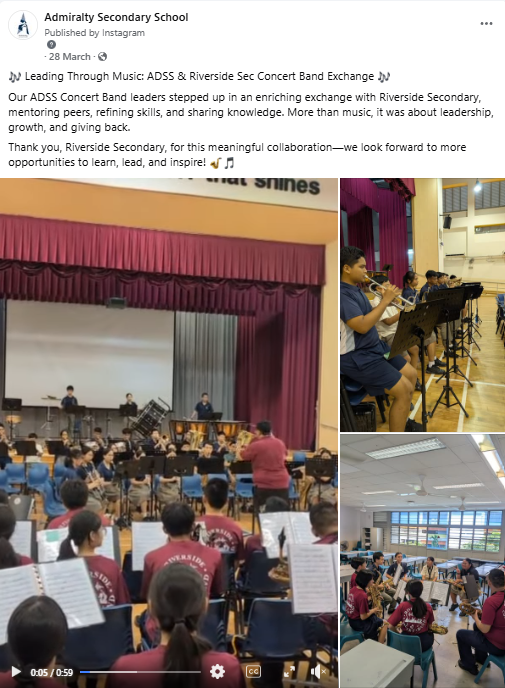 Admiralty Secondary School
Published by Instagram
· 28 March ·
🎶 Leading Through Music: ADSS & Riverside Sec Concert Band Exchange 🎶
Our ADSS Concert Band leaders stepped up in an enriching exchange with Riverside Secondary,
mentoring peers, refining skills, and sharing knowledge. More than music, it was about leadership,
growth, and giving back.
Thank you, Riverside Secondary, for this meaningful collaboration—we look forward to more
opportunities to learn, lead, and inspire! 🎷🎵
that shines
0:05 / 0:59
CC